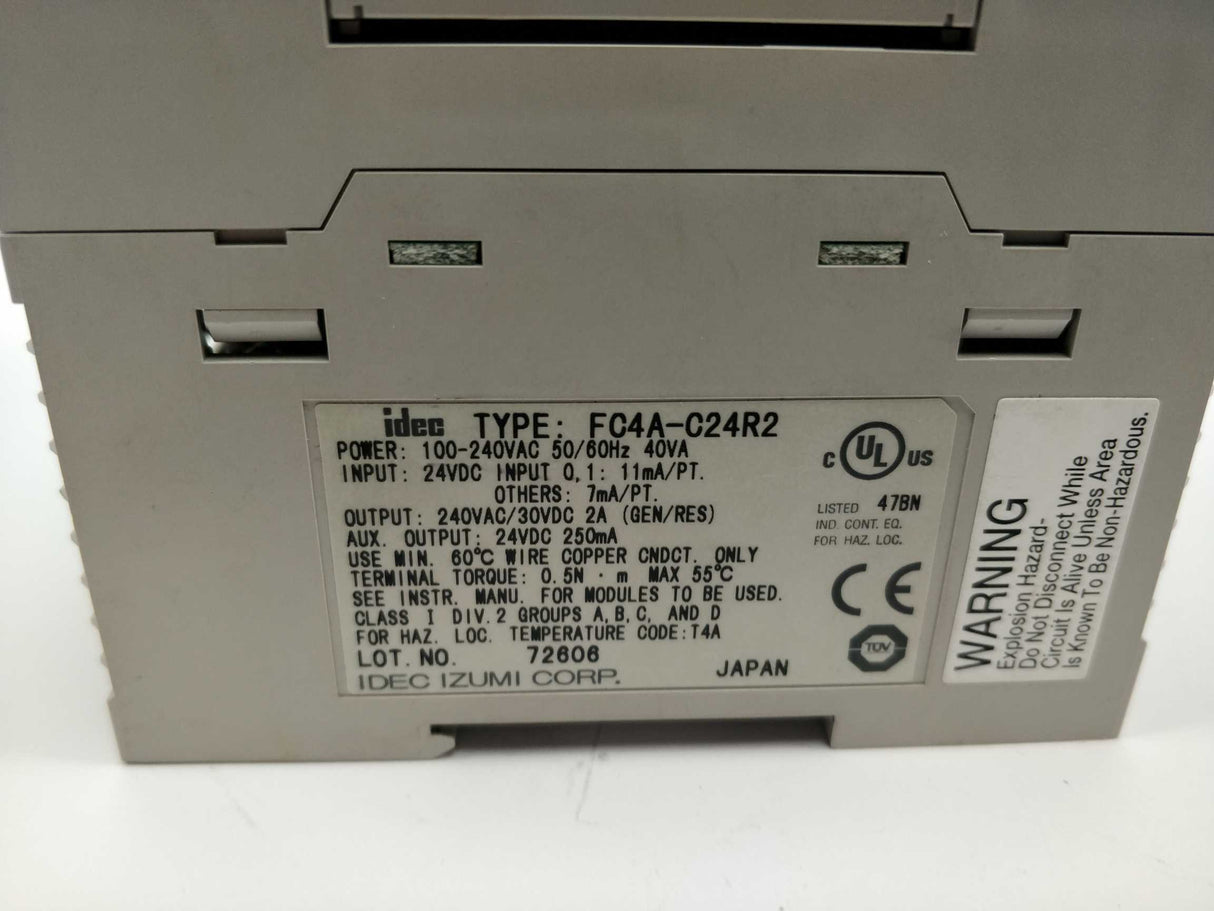 idec TYPE: FC4A-C24R2
POWER: 100-240VAC 50/60Hz 40VA
INPUT: 24VDC INPUT 0,1: 11mA/PT.
OTHERS: 7mA/PT.
OUTPUT: 240VAC/30VDC 2A (GEN/RES)
AUX. OUTPUT: 24VDC 250mA
USE MIN. 60℃ WIRE COPPER CNDCT. ONLY
TERMINAL TORQUE: 0.5N · m MAX 55℃
SEE INSTR. MANU. FOR MODULES TO BE USED.
CLASS I DIV.2 GROUPS A,B,C, AND D
FOR HAZ. LOC. TEMPERATURE CODE:T4A
LOT.NO. 72606
IDEC IZUMI CORP. JAPAN
C UL US
LISTED 47BN
IND. CONT. EQ.
FOR HAZ. LOC.
CE
TÜV
WARNING
Explosion Hazard-
Do Not Disconnect While
Circuit Is Alive Unless Area
Is Known To Be Non-Hazardous.